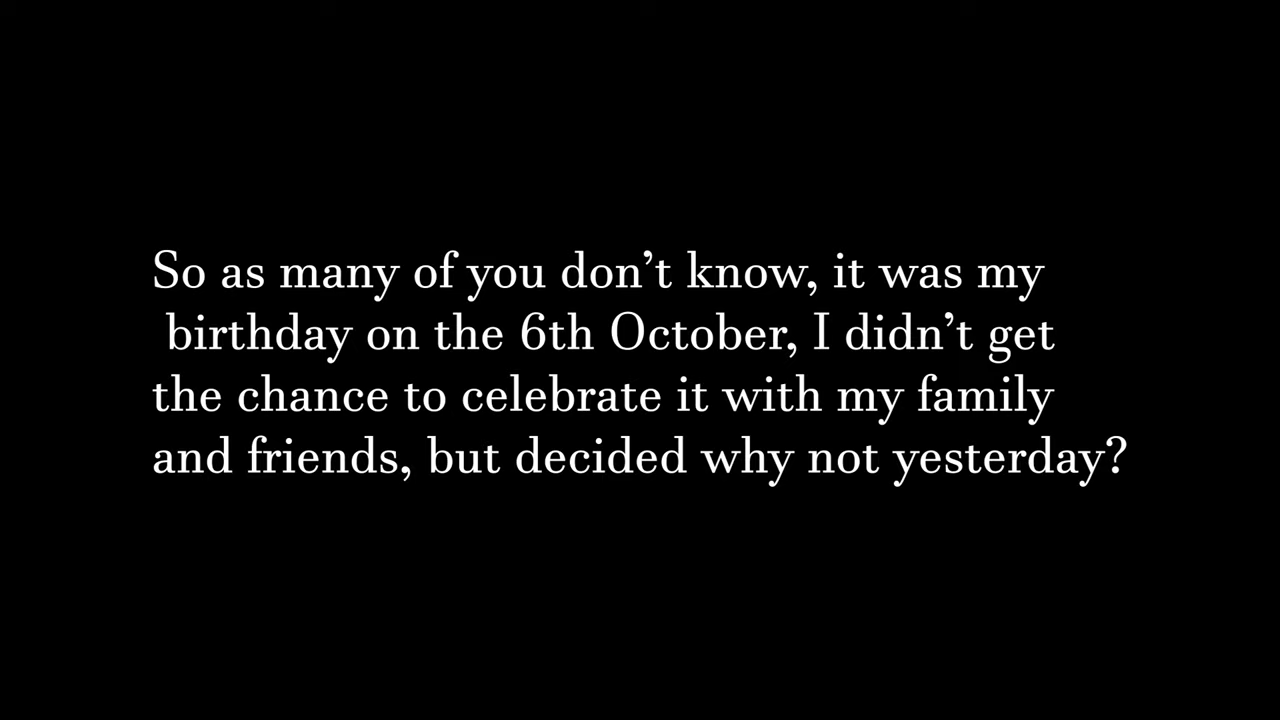 So as many of you don’t know, it was my
birthday on the 6th October, I didn’t get
the chance to celebrate it with my family
and friends, but decided why not yesterday?